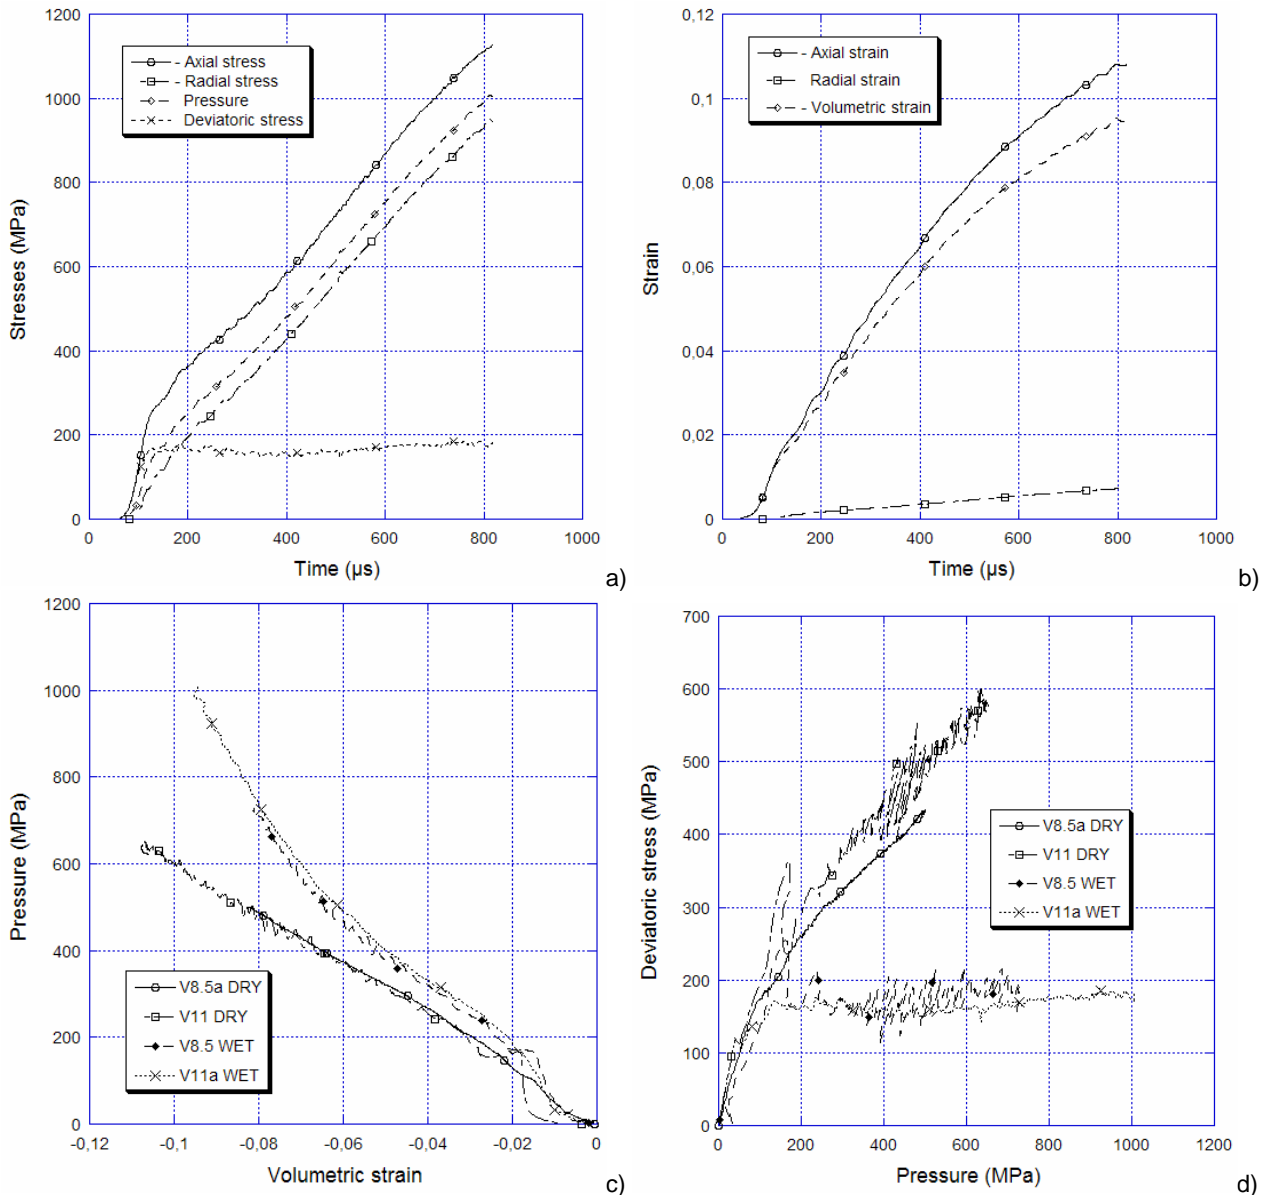 1200
1000
800
600
400
200
0
Stresses (MPa)
- Axial stress
- Radial stress
Pressure
Deviatoric stress
0 200 400 600 800 1000
Time (µs)
a)
0,12
0,1
0,08
0,06
0,04
0,02
0
Strain
- Axial strain
Radial strain
- Volumetric strain
0 200 400 600 800 1000
Time (µs)
b)
1200
1000
800
600
400
200
0
Pressure (MPa)
V8.5a DRY
V11 DRY
V8.5 WET
V11a WET
-0,12 -0,1 -0,08 -0,06 -0,04 -0,02 0
Volumetric strain
c)
700
600
500
400
300
200
100
0
Deviatoric stress (MPa)
V8.5a DRY
V11 DRY
V8.5 WET
V11a WET
0 200 400 600 800 1000 1200
Pressure (MPa)
d)